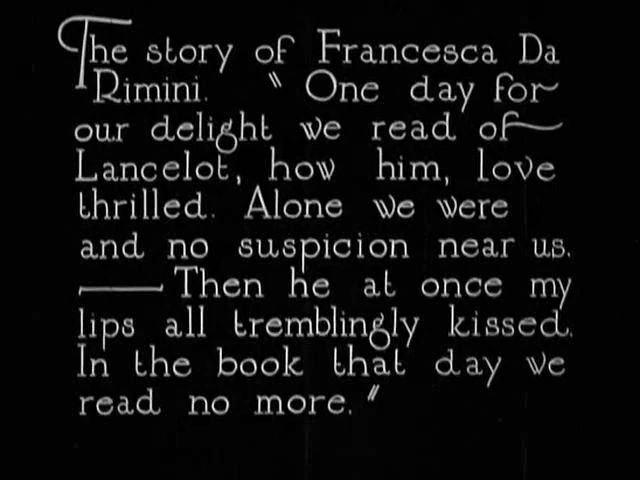 The story of Francesca Da
Rimini. " One day for
our delight we read of
Lancelot, how him, love
thrilled. Alone we were
and no suspicion near us.
— Then he at once my
lips all tremblingly kissed.
In the book that day we
read no more."